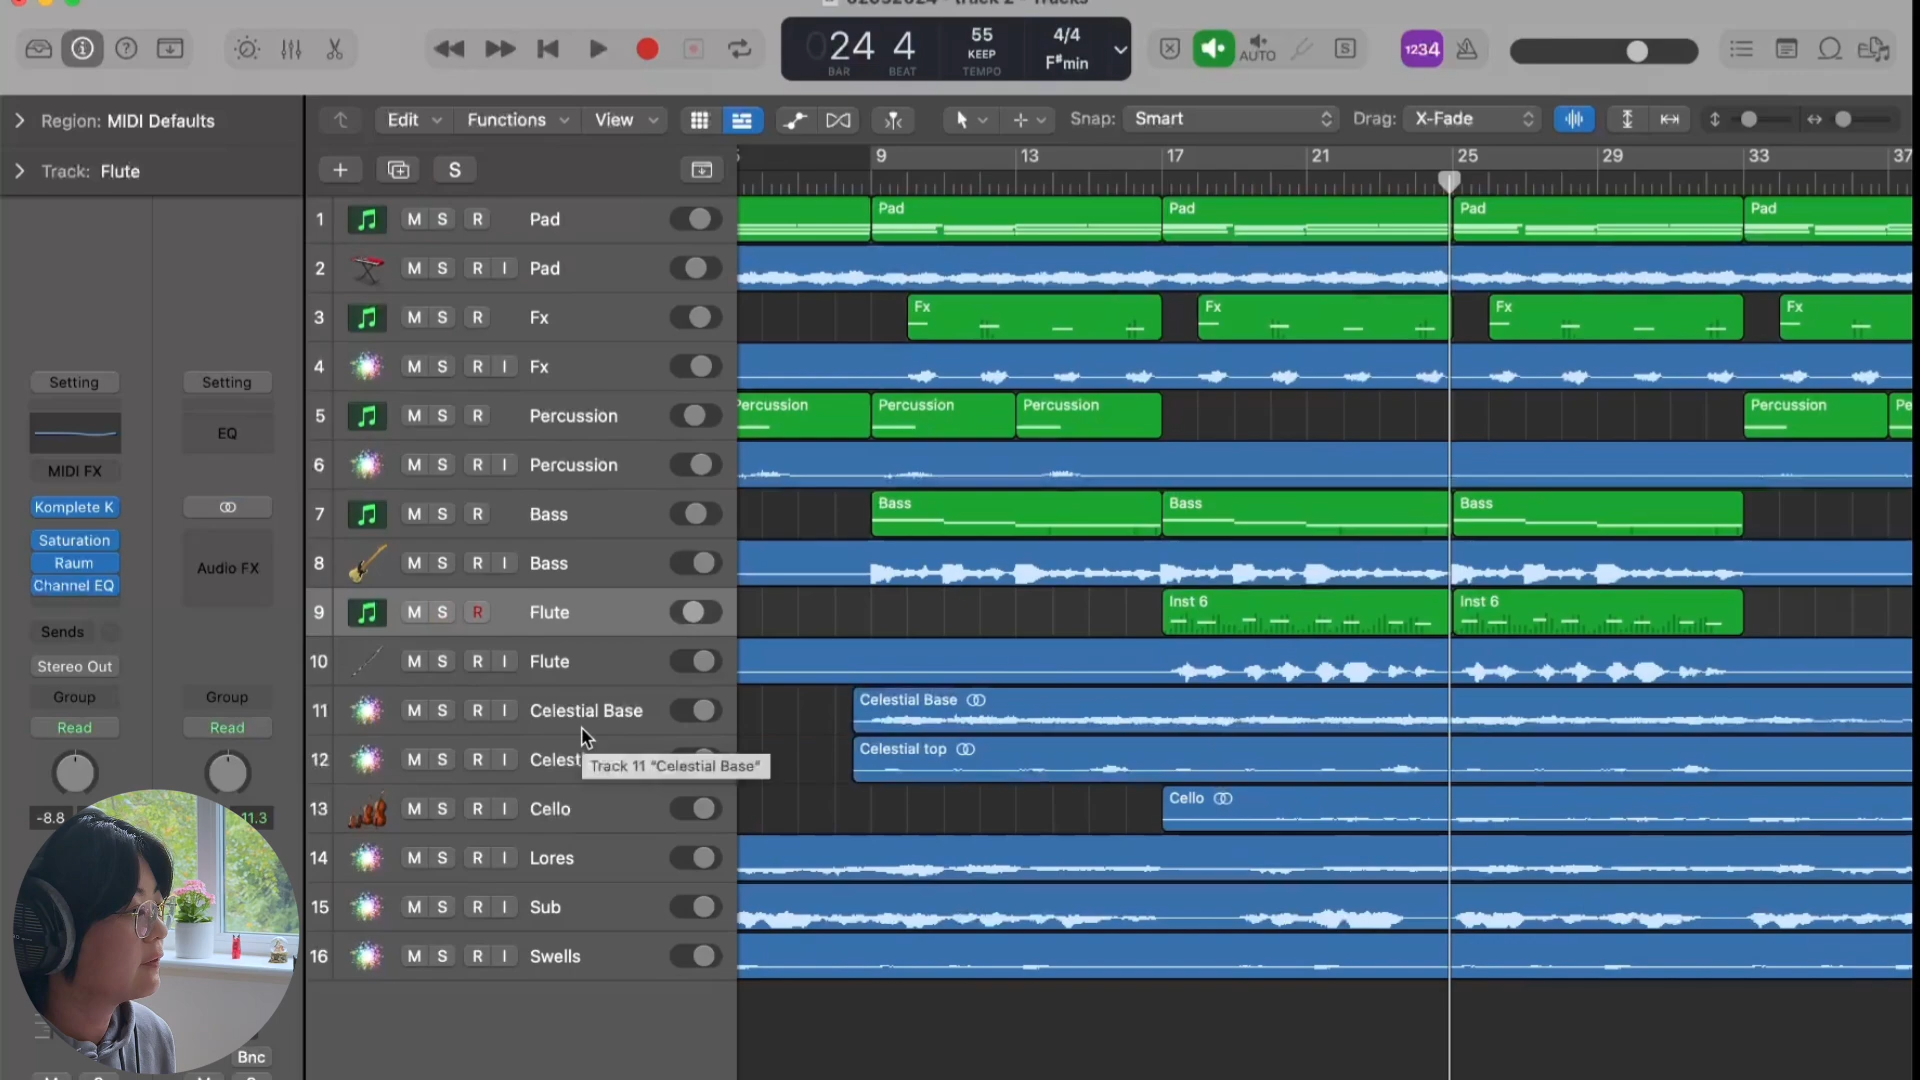 02052024 - track 2 - Tracks
24 4 55 4/4
KEEP F♯min
BAR BEAT TEMPO
AUTO S 1234
Region: MIDI Defaults
Edit Functions View Snap: Smart Drag: X-Fade
Track: Flute
S
9 13 17 21 25 29 33 37
1 M S R Pad
Pad Pad Pad Pad
2 M S R I Pad
3 M S R Fx
Fx Fx Fx Fx
4 M S R I Fx
5 M S R Percussion
Percussion Percussion Percussion Percussion Pe
6 M S R I Percussion
7 M S R Bass
Bass Bass Bass
8 M S R I Bass
9 M S R Flute
Inst 6 Inst 6
10 M S R I Flute
11 M S R I Celestial Base
Celestial Base
12 M S R I Celest
Celestial top
Track 11 "Celestial Base"
13 M S R I Cello
Cello
14 M S R I Lores
15 M S R I Sub
16 M S R I Swells
Setting Setting
EQ
MIDI FX
Komplete K
Saturation
Raum
Audio FX
Channel EQ
Sends
Stereo Out
Group Group
Read Read
-8.8 11.3
Bnc